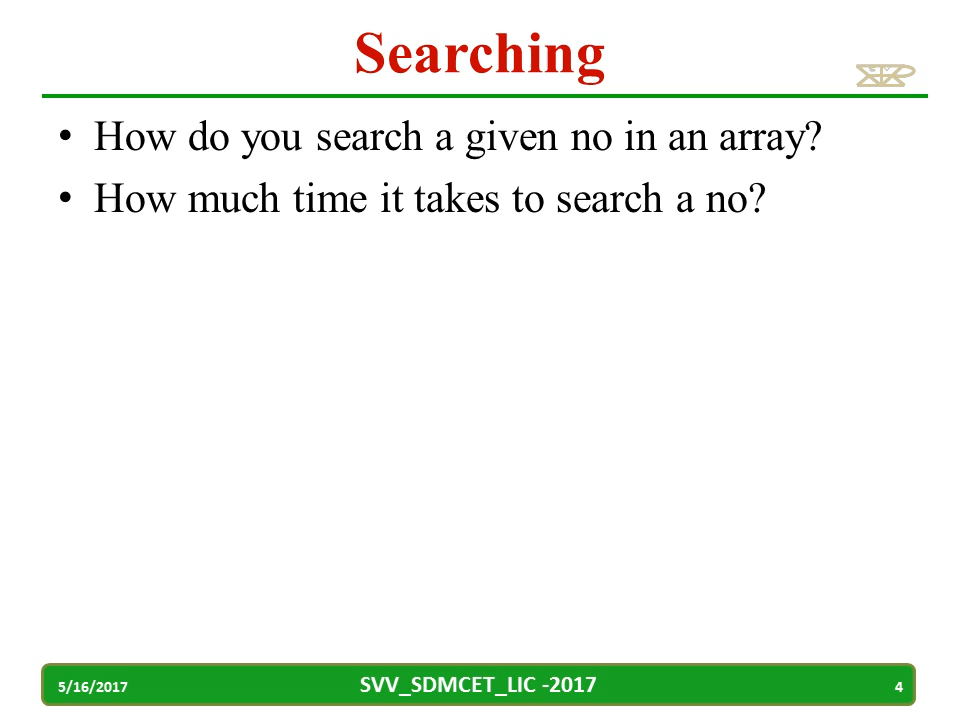 Searching
• How do you search a given no in an array?
• How much time it takes to search a no?
5/16/2017 SVV_SDMCET_LIC -2017 4